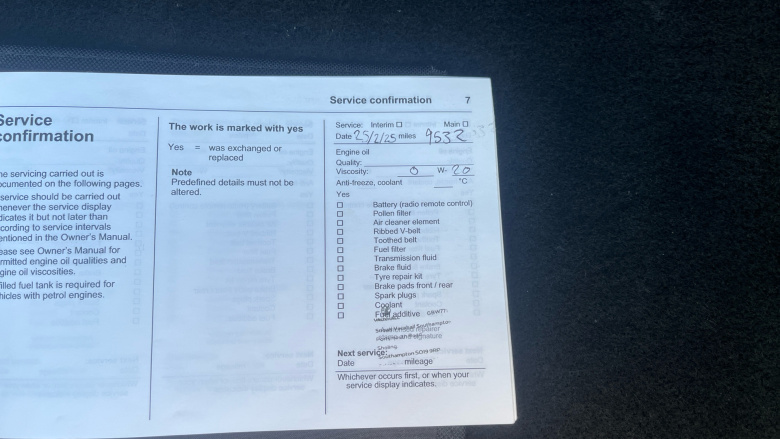 Service confirmation 7
Service
confirmation
he servicing carried out is
ocumented on the following pages.
service should be carried out
henever the service display
dicates it but not later than
cording to service intervals
entioned in the Owner's Manual.
ease see Owner's Manual for
rmitted engine oil qualities and
gine oil viscosities.
illed fuel tank is required for
hicles with petrol engines.
The work is marked with yes
Yes = was exchanged or
replaced
Note
Predefined details must not be
altered.
Service: Interim ☐ Main ☐
Date 25/2/25 miles 9532
Engine oil
Quality:
Viscosity: 0 W- 20
Anti-freeze, coolant °C
Yes
☐ Battery (radio remote control)
☐ Pollen filter
☐ Air cleaner element
☐ Ribbed V-belt
☐ Toothed belt
☐ Fuel filter
☐ Transmission fluid
☐ Brake fluid
☐ Tyre repair kit
☐ Brake pads front / rear
☐ Spark plugs
☐ Coolant
☐ Fuel additive
Southampton
signature
Next service: Southampton SO19 9RP
Date mileage
Whichever occurs first, or when your
service display indicates.